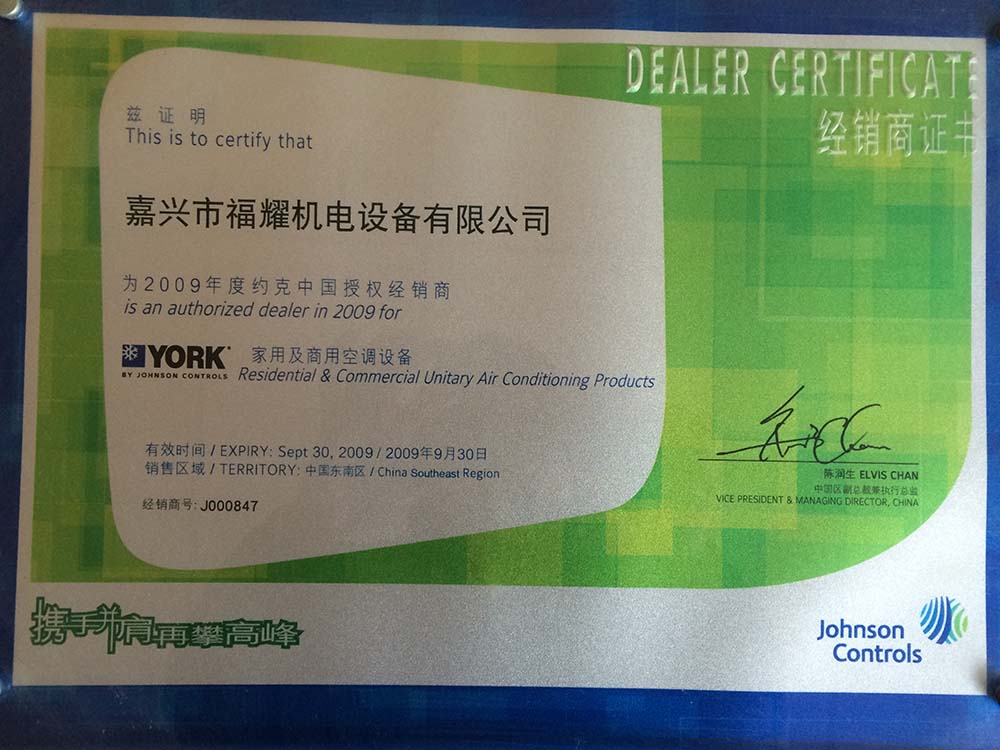 DEALER CERTIFICATE
经销商证书
兹证明
This is to certify that
嘉兴市福耀机电设备有限公司
为2009年度约克中国授权经销商
is an authorized dealer in 2009 for
YORK 家用及商用空调设备
BY JOHNSON CONTROLS Residential & Commercial Unitary Air Conditioning Products
有效时间 / EXPIRY: Sept 30, 2009 / 2009年9月30日
销售区域 / TERRITORY: 中国东南区 / China Southeast Region
经销商号: J000847
陈润生 ELVIS CHAN
中国区副总裁兼执行总监
VICE PRESIDENT & MANAGING DIRECTOR, CHINA
携手并肩再攀高峰
Johnson
Controls